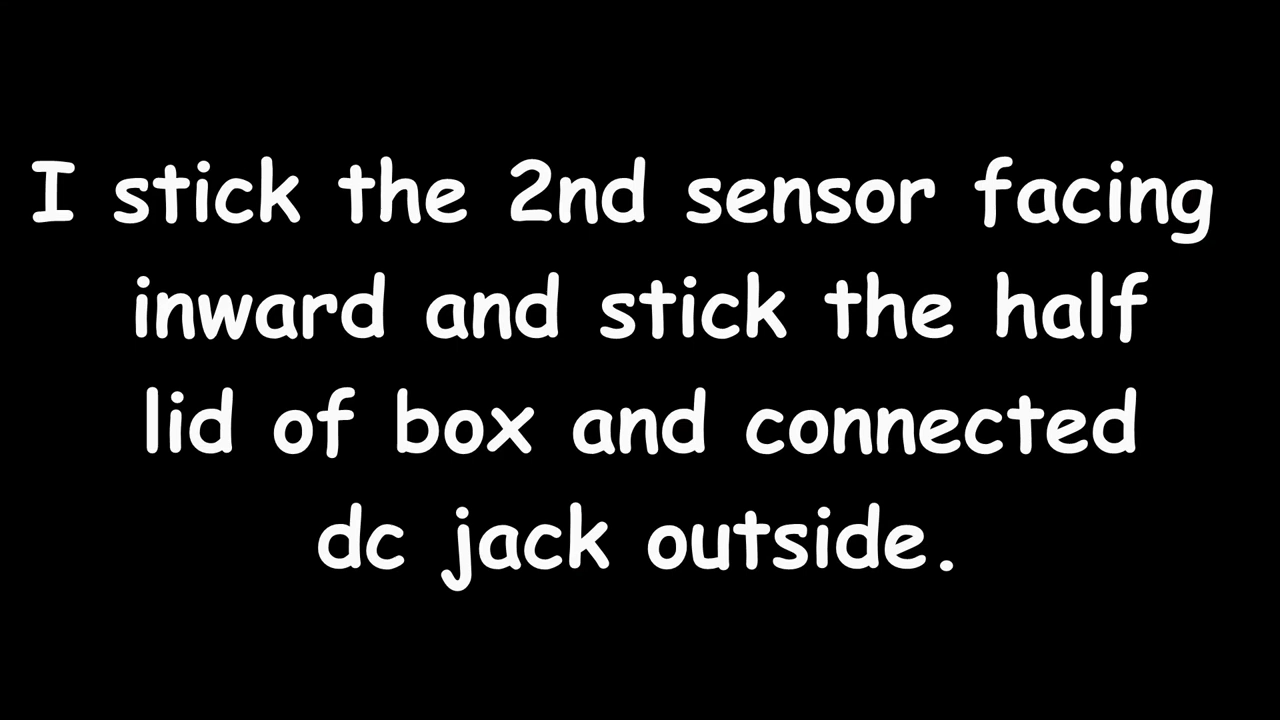 I stick the 2nd sensor facing
inward and stick the half
lid of box and connected
dc jack outside.